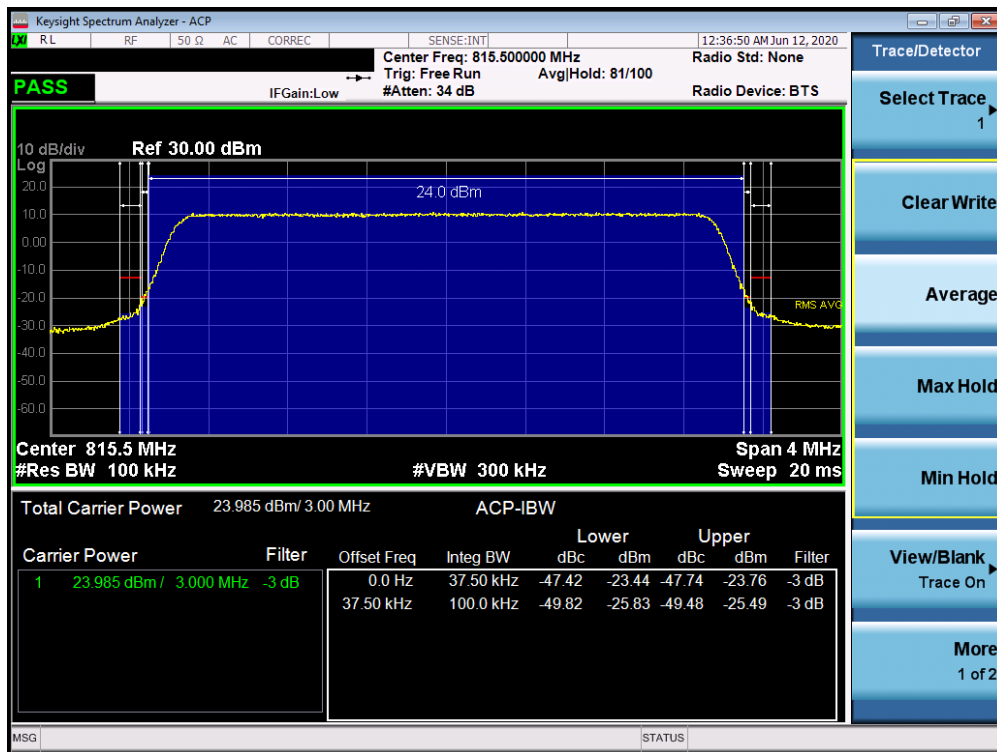 Keysight Spectrum Analyzer - ACP
LXI RL RF 50 Ω AC CORREC SENSE:INT 12:36:50 AM Jun 12, 2020
Center Freq: 815.500000 MHz Radio Std: None
Trig: Free Run Avg|Hold: 81/100
PASS IFGain:Low #Atten: 34 dB Radio Device: BTS
10 dB/div Ref 30.00 dBm
Log
20.0
24.0 dBm
10.0
0.00
-10.0
-20.0
RMS AVG
-30.0
-40.0
-50.0
-60.0
Center 815.5 MHz Span 4 MHz
#Res BW 100 kHz #VBW 300 kHz Sweep 20 ms
Total Carrier Power 23.985 dBm/ 3.00 MHz ACP-IBW
Lower Upper
Carrier Power Filter Offset Freq Integ BW dBc dBm dBc dBm Filter
1 23.985 dBm / 3.000 MHz -3 dB 0.0 Hz 37.50 kHz -47.42 -23.44 -47.74 -23.76 -3 dB
37.50 kHz 100.0 kHz -49.82 -25.83 -49.48 -25.49 -3 dB
MSG STATUS
Trace/Detector
Select Trace
1
Clear Write
Average
Max Hold
Min Hold
View/Blank
Trace On
More
1 of 2